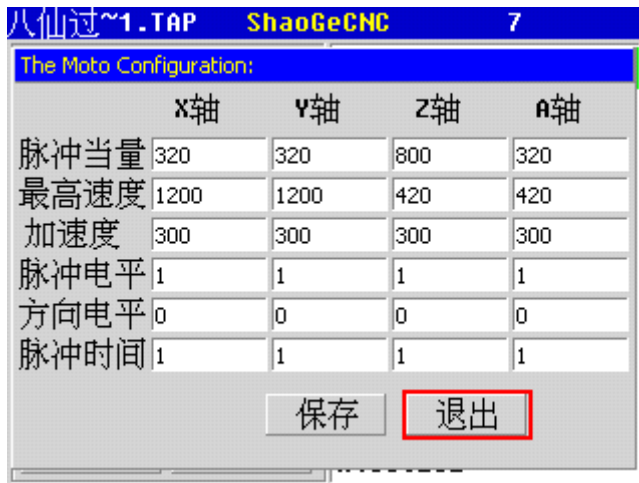 八仙过~1.TAP ShaoGeCNC 7
The Moto Configuration:
X轴 Y轴 Z轴 A轴
脉冲当量 320 320 800 320
最高速度 1200 1200 420 420
加速度 300 300 300 300
脉冲电平 1 1 1 1
方向电平 0 0 0 0
脉冲时间 1 1 1 1
保存 退出